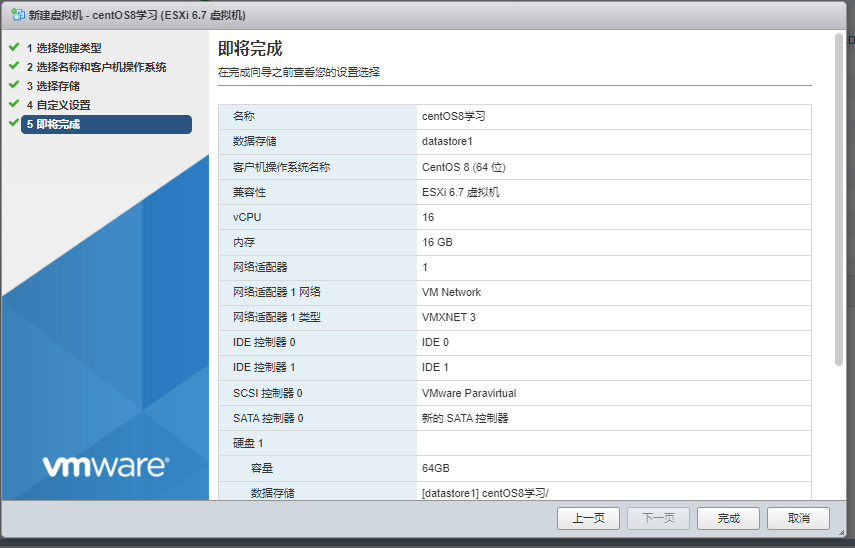 新建虚拟机 - centOS8学习 (ESXi 6.7 虚拟机)
1 选择创建类型
2 选择名称和客户机操作系统
3 选择存储
4 自定义设置
5 即将完成
vmware®
即将完成
在完成向导之前查看您的设置选择
名称 centOS8学习
数据存储 datastore1
客户机操作系统名称 CentOS 8 (64 位)
兼容性 ESXi 6.7 虚拟机
vCPU 16
内存 16 GB
网络适配器 1
网络适配器 1 网络 VM Network
网络适配器 1 类型 VMXNET 3
IDE 控制器 0 IDE 0
IDE 控制器 1 IDE 1
SCSI 控制器 0 VMware Paravirtual
SATA 控制器 0 新的 SATA 控制器
硬盘 1
容量 64GB
数据存储 [datastore1] centOS8学习/
上一页 下一页 完成 取消